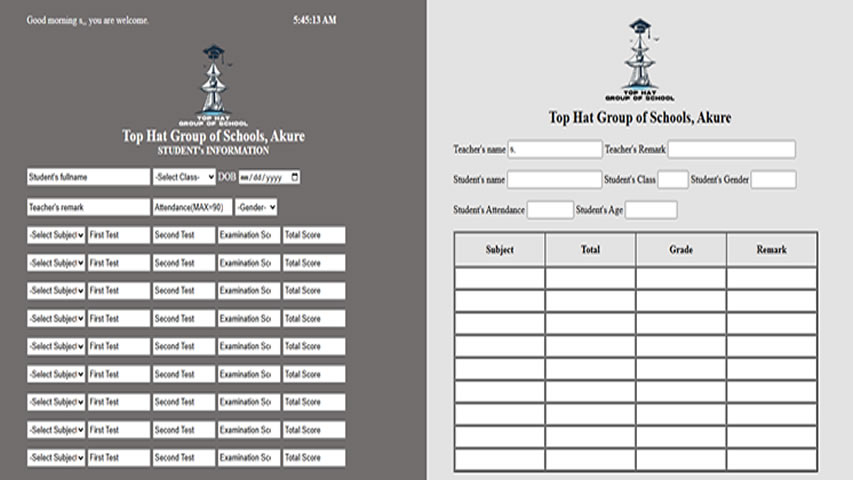 Good morning s,, you are welcome. 5:45:13 AM
TOP HAT
GROUP OF SCHOOL
Top Hat Group of Schools, Akure
STUDENT's INFORMATION
Student's fullname -Select Class- DOB mm/dd/yyyy
Teacher's remark Attendance(MAX=90) -Gender-
-Select Subject First Test Second Test Examination Sc Total Score
-Select Subject First Test Second Test Examination Sc Total Score
-Select Subject First Test Second Test Examination Sc Total Score
-Select Subject First Test Second Test Examination Sc Total Score
-Select Subject First Test Second Test Examination Sc Total Score
-Select Subject First Test Second Test Examination Sc Total Score
-Select Subject First Test Second Test Examination Sc Total Score
-Select Subject First Test Second Test Examination Sc Total Score
-Select Subject First Test Second Test Examination Sc Total Score
TOP HAT
GROUP OF SCHOOL
Top Hat Group of Schools, Akure
Teacher's name s. Teacher's Remark
Student's name Student's Class Student's Gender
Student's Attendance Student's Age
Subject Total Grade Remark